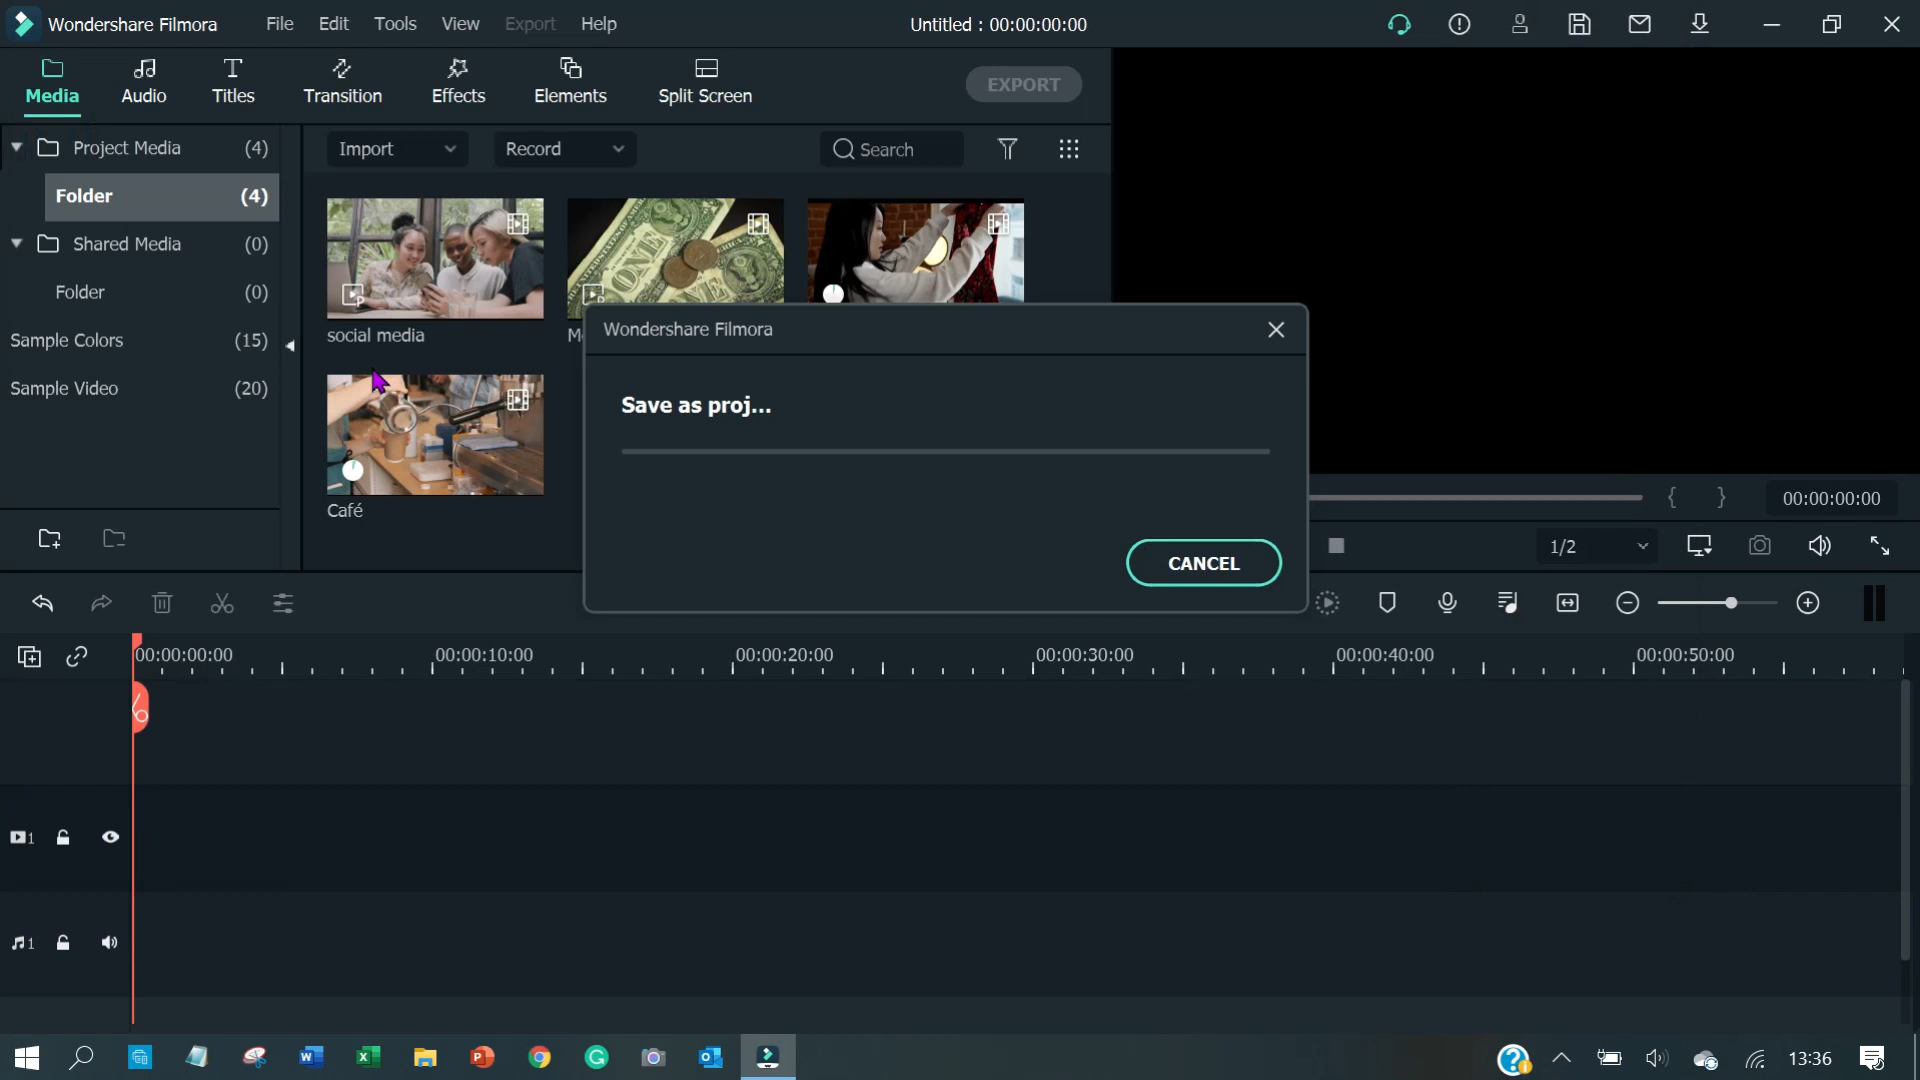 Wondershare Filmora
File Edit Tools View Export Help
Untitled : 00:00:00:00
Media Audio Titles Transition Effects Elements Split Screen
EXPORT
Project Media (4)
Folder (4)
Shared Media (0)
Folder (0)
Sample Colors (15)
Sample Video (20)
Import Record Search
social media
Café
Wondershare Filmora
Save as proj...
CANCEL
00:00:00:00
1/2
00:00:00:00 00:00:10:00 00:00:20:00 00:00:30:00 00:00:40:00 00:00:50:00
1
1
13:36